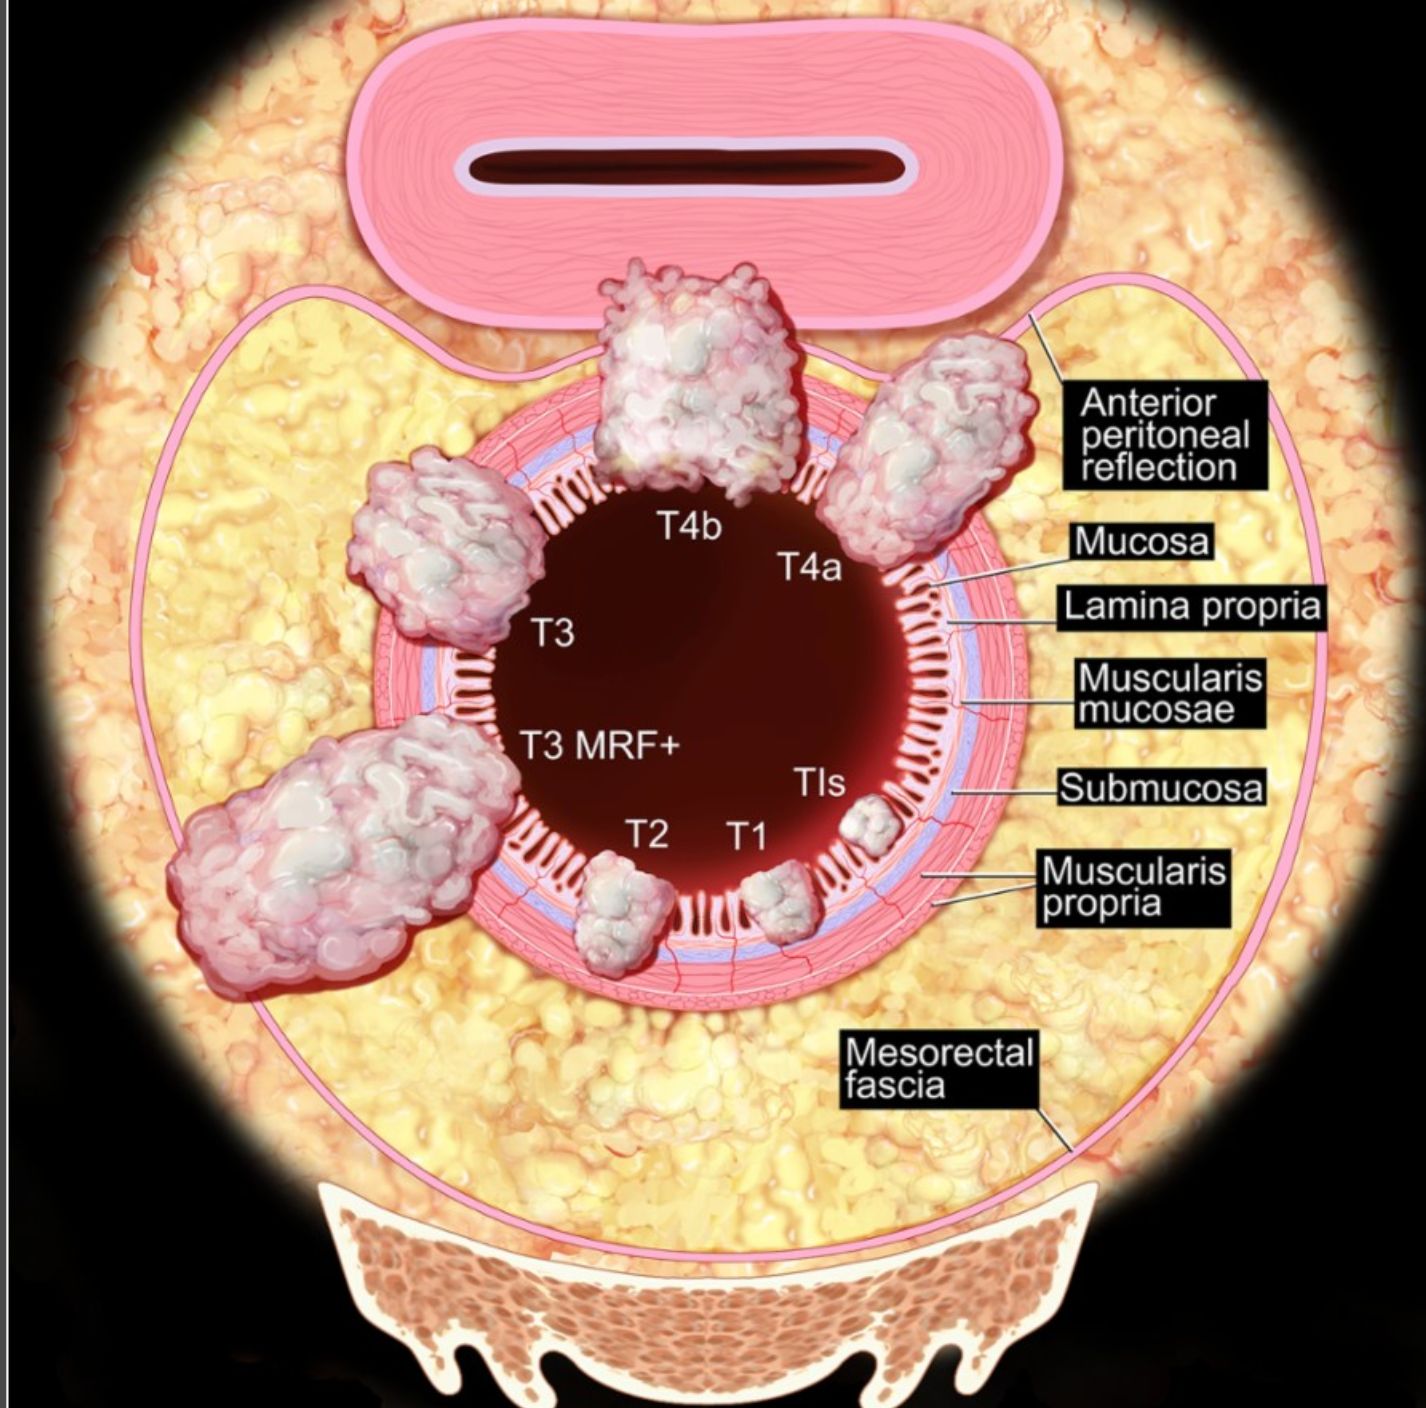 Anterior
peritoneal
reflection
T4b
Mucosa
T4a
Lamina propria
T3
Muscularis
mucosae
T3 MRF+
TIs
Submucosa
T2
T1
Muscularis
propria
Mesorectal
fascia